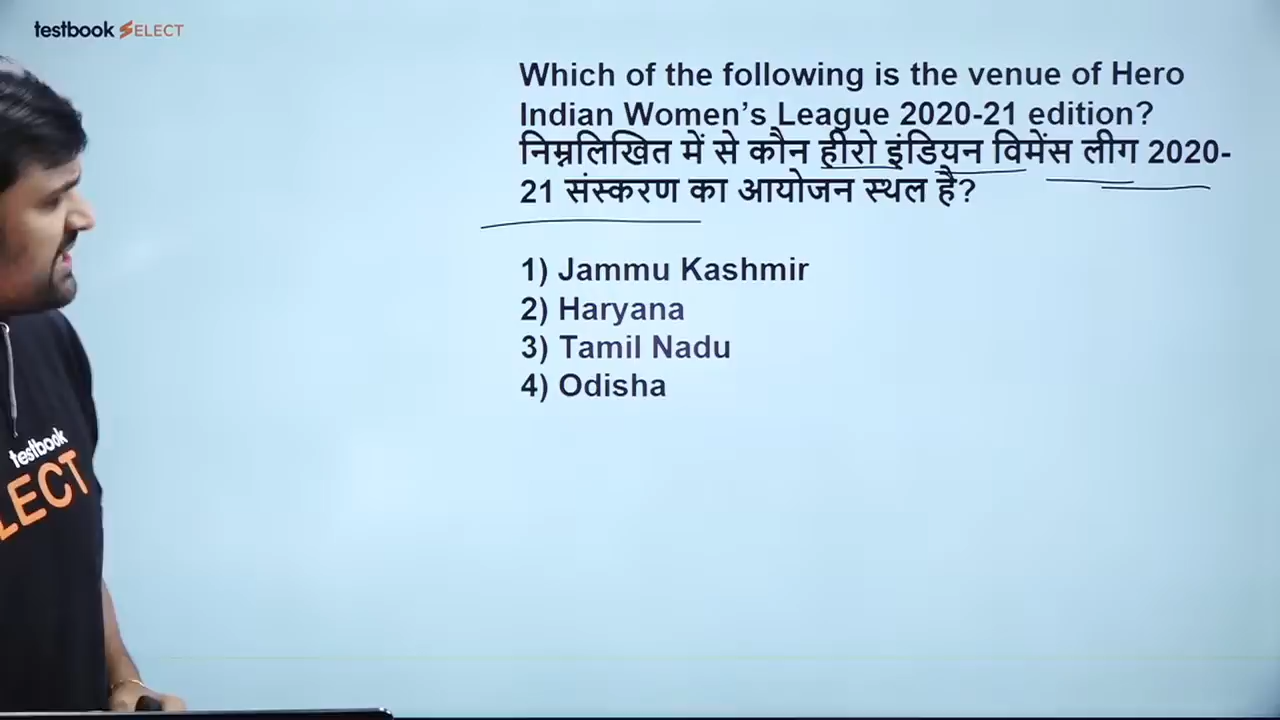 testbook SELECT
Which of the following is the venue of Hero
Indian Women's League 2020-21 edition?
निम्नलिखित में से कौन हीरो इंडियन विमेंस लीग 2020-
21 संस्करण का आयोजन स्थल है?
1) Jammu Kashmir
2) Haryana
3) Tamil Nadu
4) Odisha
testbook
LECT